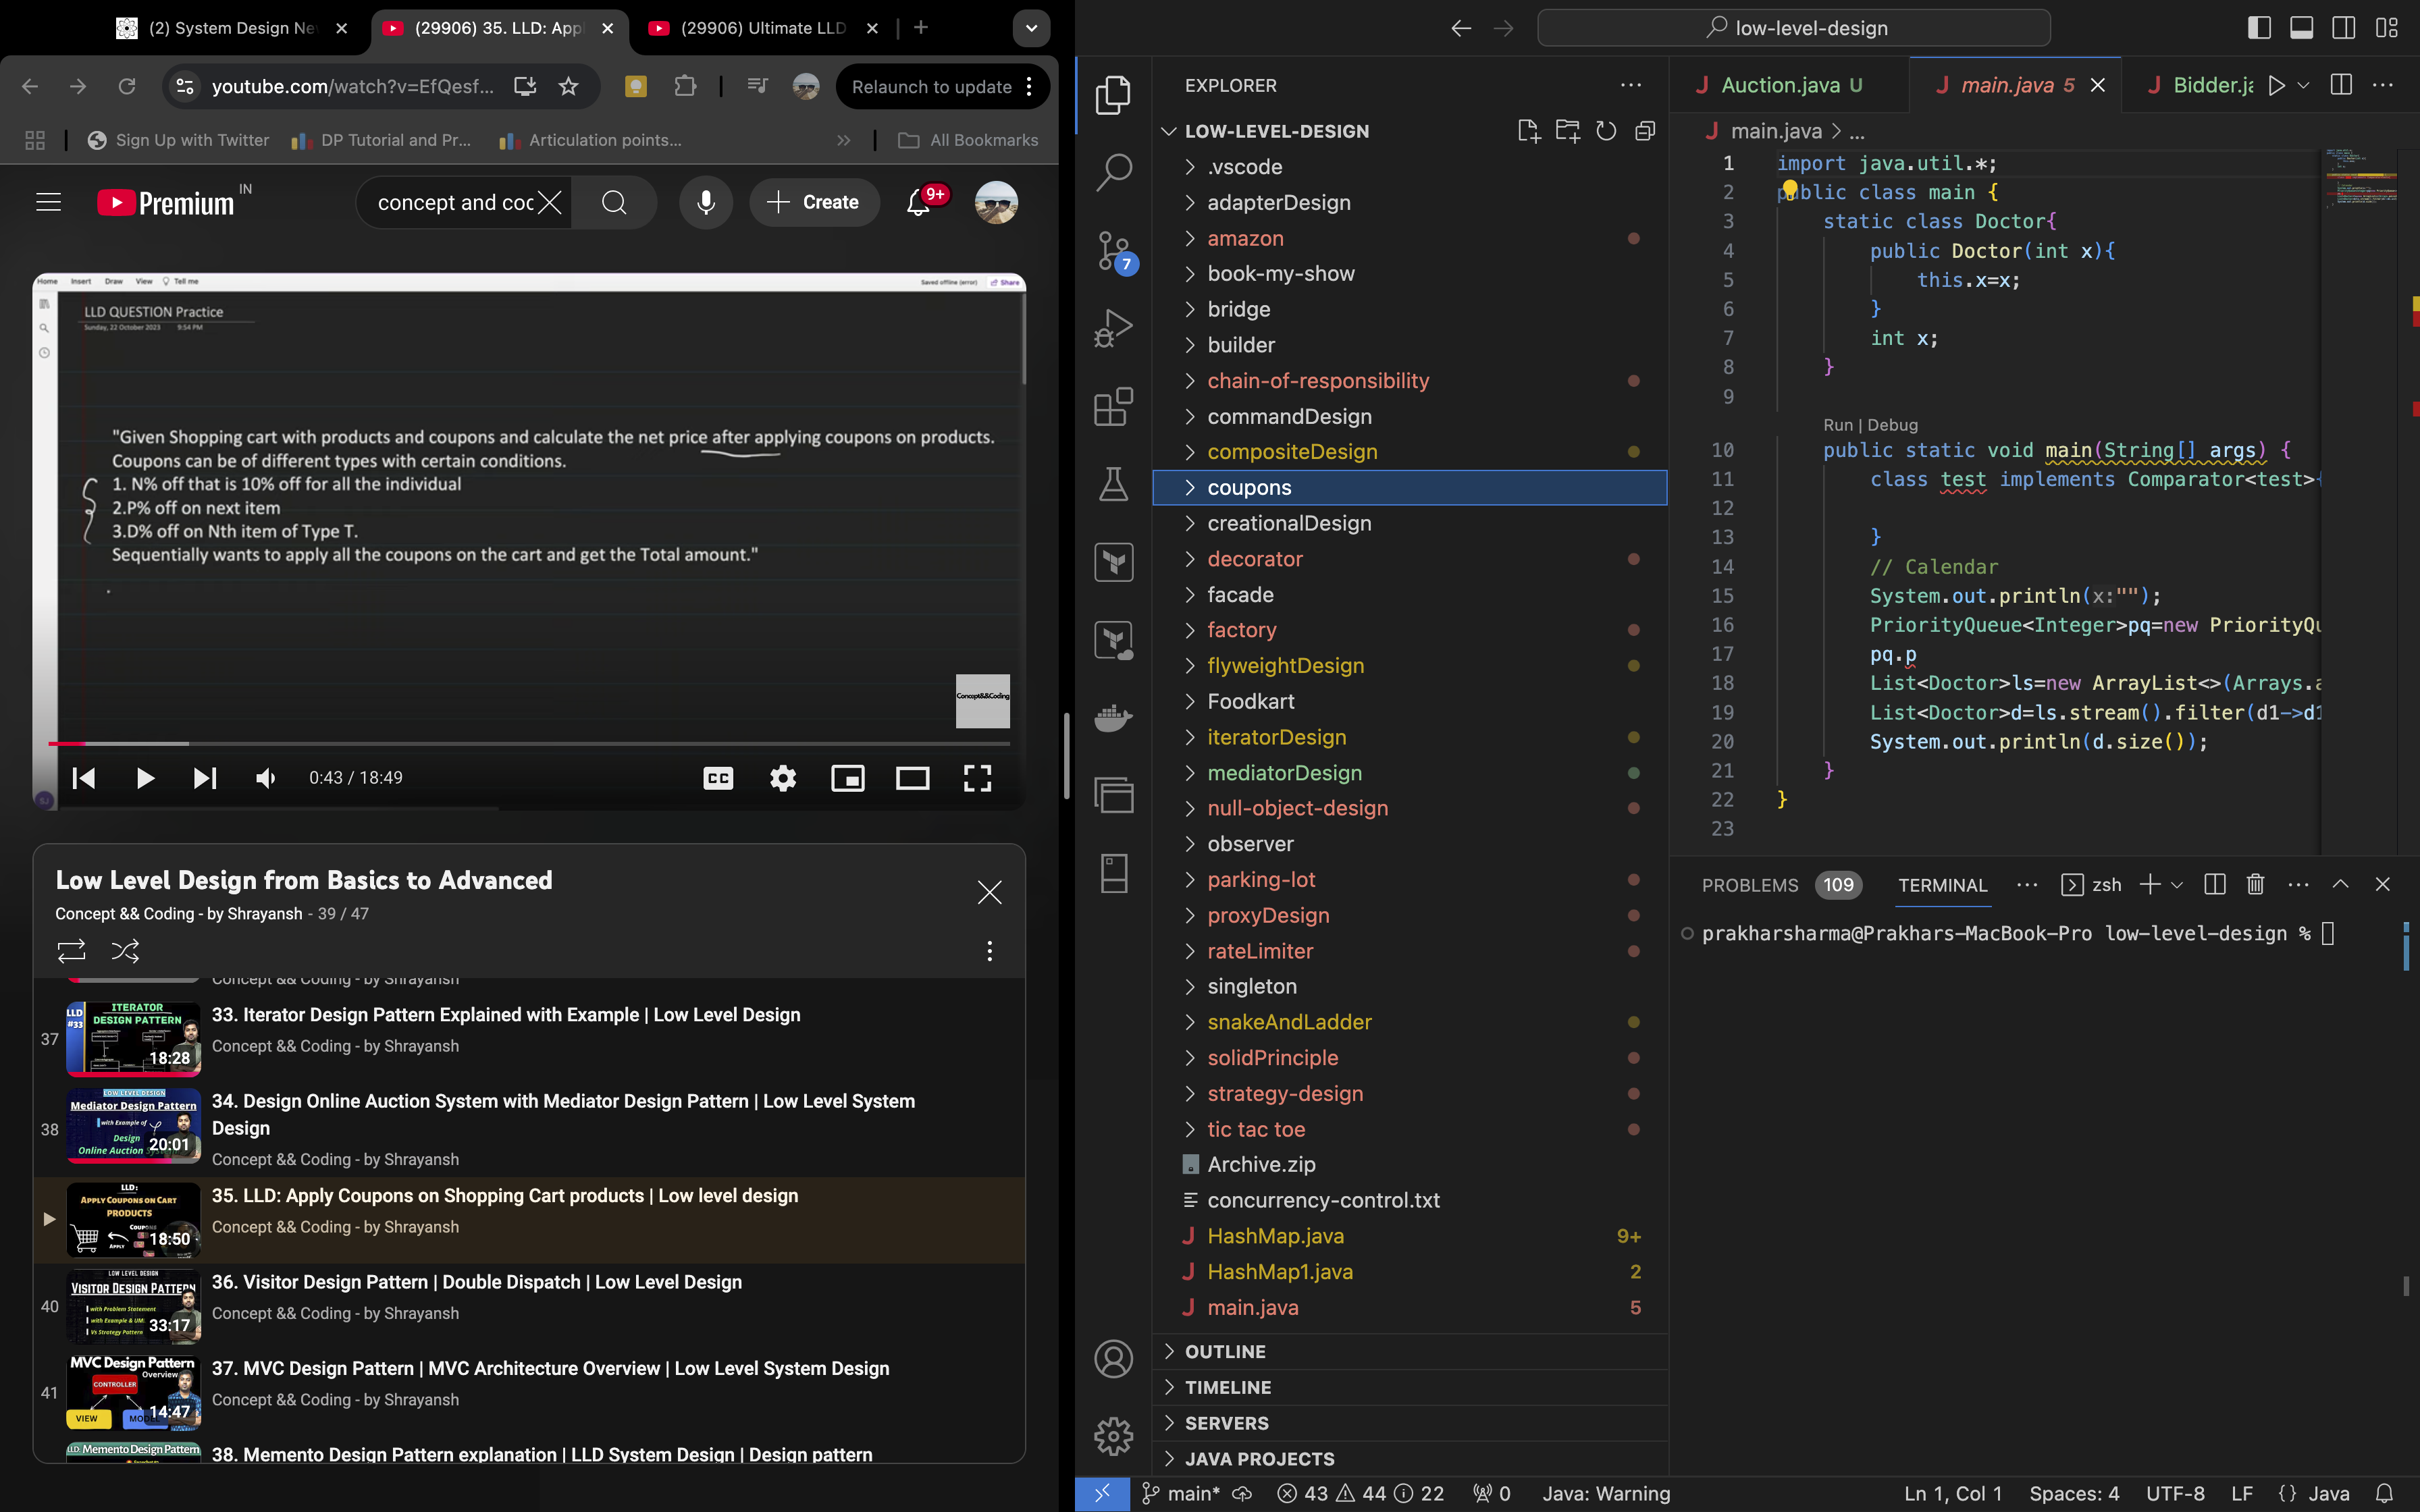 (2) System Design Ne
(29906) 35. LLD: Appl
(29906) Ultimate LLD
youtube.com/watch?v=EfQesf...
Relaunch to update
Sign Up with Twitter
DP Tutorial and Pr...
Articulation points...
All Bookmarks
Premium
IN
concept and coc
Create
9+
Home Insert Draw View Tell me
Saved offline (error) Share
LLD QUESTION Practice
Sunday, 22 October 2023 9:54 PM
"Given Shopping cart with products and coupons and calculate the net price after applying coupons on products.
Coupons can be of different types with certain conditions.
1. N% off that is 10% off for all the individual
2.P% off on next item
3.D% off on Nth item of Type T.
Sequentially wants to apply all the coupons on the cart and get the Total amount."
Concept&&Coding
SJ
0:43 / 18:49
CC
Low Level Design from Basics to Advanced
Concept && Coding - by Shrayansh - 39 / 47
Concept && Coding - by Shrayansh
37
LLD #33
ITERATOR
DESIGN PATTERN
18:28
33. Iterator Design Pattern Explained with Example | Low Level Design
Concept && Coding - by Shrayansh
38
LOW LEVEL DESIGN
Mediator Design Pattern
with Example of
Design
Online Auction
20:01
34. Design Online Auction System with Mediator Design Pattern | Low Level System
Design
Concept && Coding - by Shrayansh
LLD:
APPLY COUPONS ON CART
PRODUCTS
COUPONS
APPLY
18:50
35. LLD: Apply Coupons on Shopping Cart products | Low level design
Concept && Coding - by Shrayansh
40
LOW LEVEL DESIGN
VISITOR DESIGN PATTERN
with Problem Statement
with Example & UML
Vs Strategy Pattern
33:17
36. Visitor Design Pattern | Double Dispatch | Low Level Design
Concept && Coding - by Shrayansh
41
MVC Design Pattern
Overview
CONTROLLER
VIEW
MODEL
14:47
37. MVC Design Pattern | MVC Architecture Overview | Low Level System Design
Concept && Coding - by Shrayansh
LLD: Memento Design Pattern
38. Memento Design Pattern explanation | LLD System Design | Design pattern
low-level-design
7
EXPLORER
LOW-LEVEL-DESIGN
.vscode
adapterDesign
amazon
book-my-show
bridge
builder
chain-of-responsibility
commandDesign
compositeDesign
coupons
creationalDesign
decorator
facade
factory
flyweightDesign
Foodkart
iteratorDesign
mediatorDesign
null-object-design
observer
parking-lot
proxyDesign
rateLimiter
singleton
snakeAndLadder
solidPrinciple
strategy-design
tic tac toe
Archive.zip
concurrency-control.txt
J HashMap.java 9+
J HashMap1.java 2
J main.java 5
OUTLINE
TIMELINE
SERVERS
JAVA PROJECTS
J Auction.java U
J main.java 5
J Bidder.ja
J main.java > ...
1 import java.util.*;
2 public class main {
3 static class Doctor{
4 public Doctor(int x){
5 this.x=x;
6 }
7 int x;
8 }
9
Run | Debug
10 public static void main(String[] args) {
11 class test implements Comparator<test>{
12
13 }
14 // Calendar
15 System.out.println(x:"");
16 PriorityQueue<Integer>pq=new PriorityQu
17 pq.p
18 List<Doctor>ls=new ArrayList<>(Arrays.a
19 List<Doctor>d=ls.stream().filter(d1->d1
20 System.out.println(d.size());
21 }
22 }
23
PROBLEMS 109 TERMINAL
zsh
prakharsharma@Prakhars-MacBook-Pro low-level-design %
main* 43 44 22 0 Java: Warning
Ln 1, Col 1 Spaces: 4 UTF-8 LF {} Java